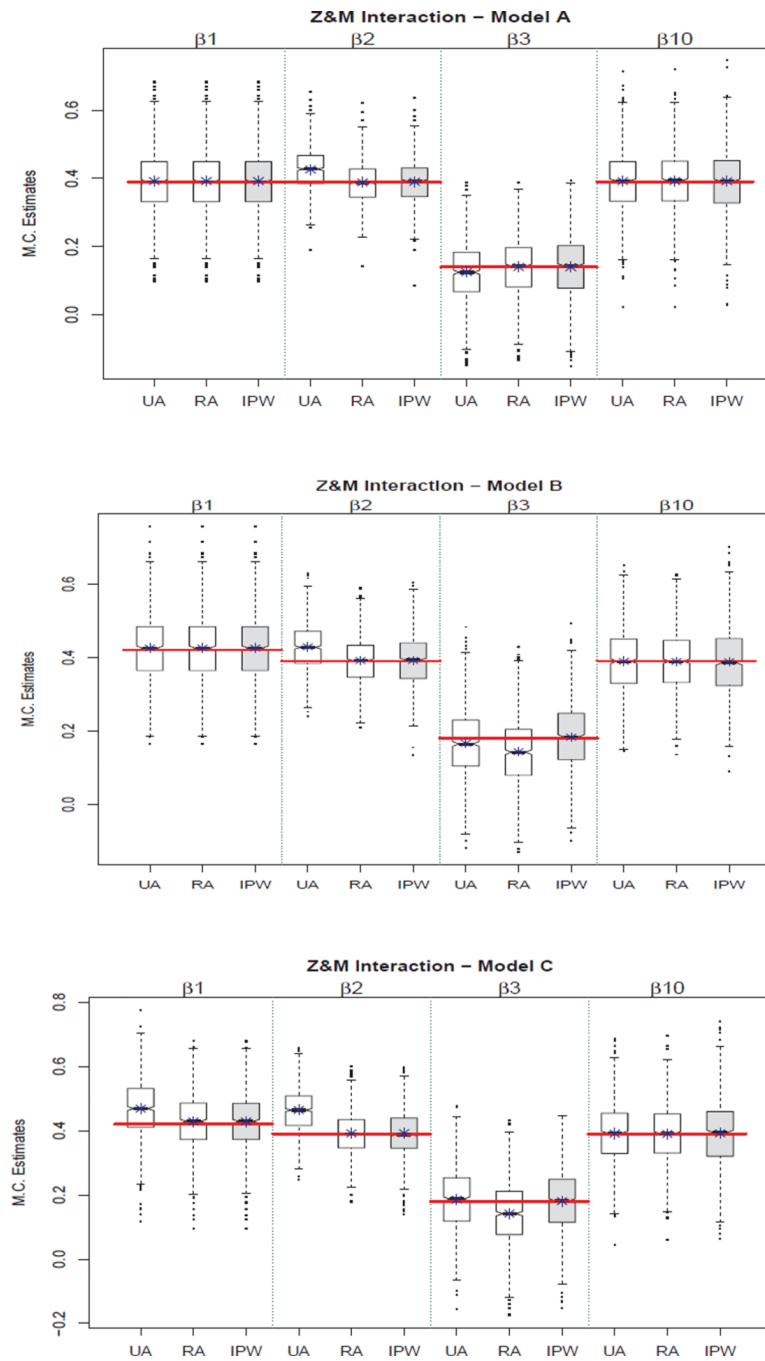 Z&M Interaction – Model A
β1 β2 β3 β10
M.C. Estimates
0.6
0.4
0.2
0.0
UA RA IPW UA RA IPW UA RA IPW UA RA IPW
Z&M Interaction – Model B
β1 β2 β3 β10
M.C. Estimates
0.6
0.4
0.2
0.0
UA RA IPW UA RA IPW UA RA IPW UA RA IPW
Z&M Interaction – Model C
β1 β2 β3 β10
M.C. Estimates
0.8
0.6
0.4
0.2
0.0
−0.2
UA RA IPW UA RA IPW UA RA IPW UA RA IPW